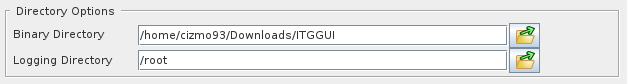 Directory Options
Binary Directory /home/cizmo93/Downloads/ITGGUI
Logging Directory /root